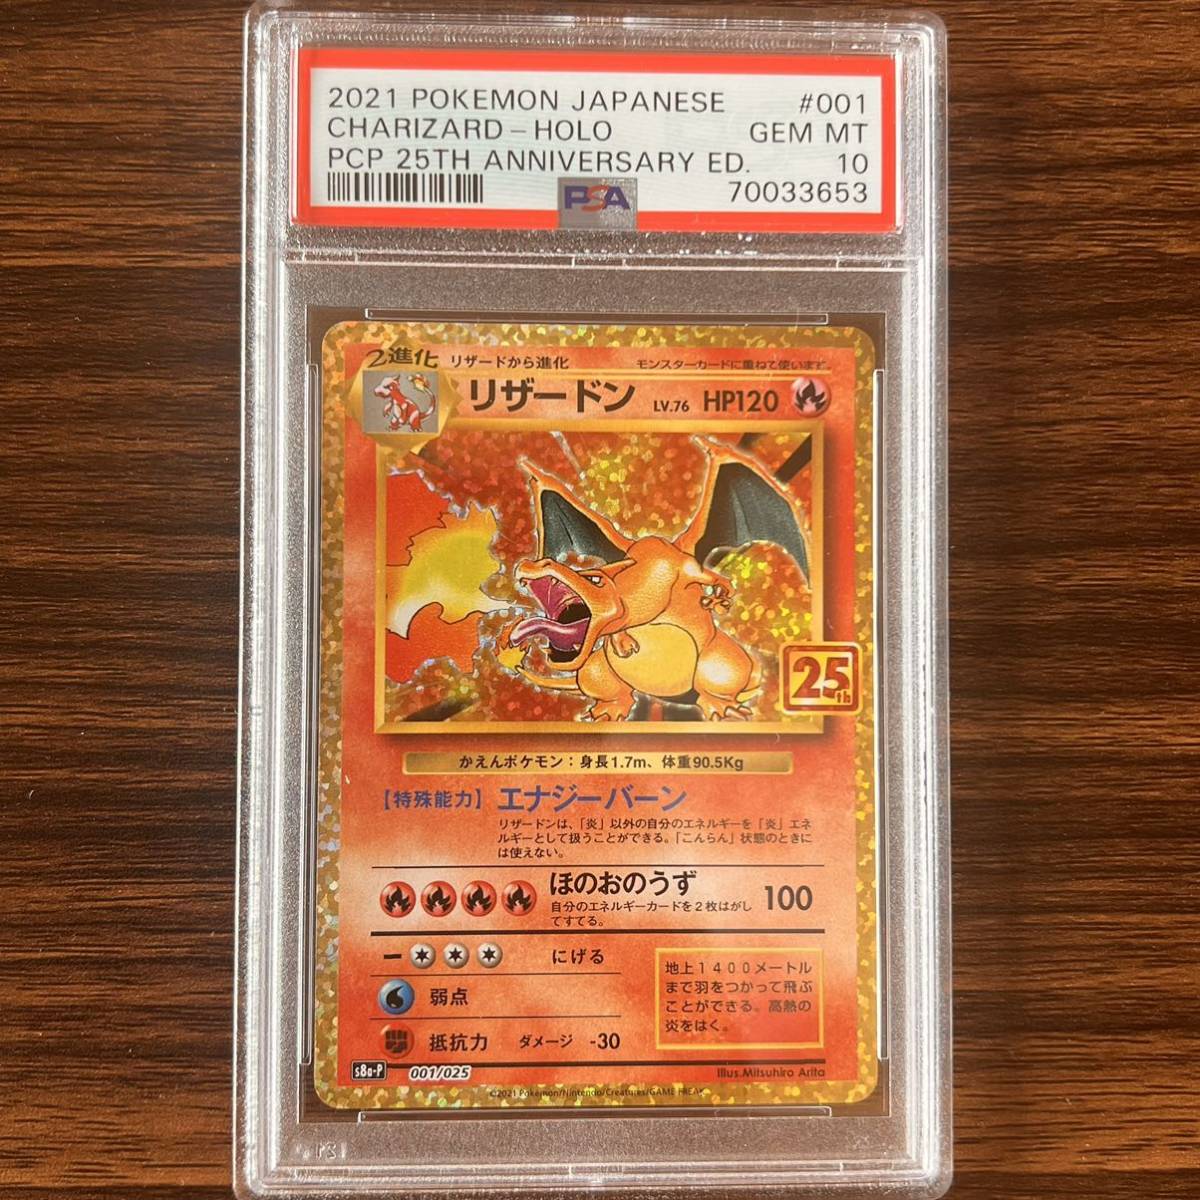 2021 POKEMON JAPANESE #001
CHARIZARD-HOLO GEM MT
PCP 25TH ANNIVERSARY ED. 10
PSA 70033653
2進化 リザードから進化 モンスターカードに重ねて使います。
リザードン LV.76 HP120
25th
かえんポケモン：身長1.7m、体重90.5Kg
【特殊能力】エナジーバーン
リザードンは、「炎」以外の自分のエネルギーを「炎」エネ
ルギーとして扱うことができる。「こんらん」状態のときに
は使えない。
ほのおのうず 100
自分のエネルギーカードを２枚はがし
てすてる。
ー にげる
弱点
抵抗力 ダメージ -30
地上１４００メートル
まで羽をつかって飛ぶ
ことができる。高熱の
炎をはく。
s8a-P 001/025 Illus.Mitsuhiro Arita
©2021 Pokémon/Nintendo/Creatures/GAME FREAK